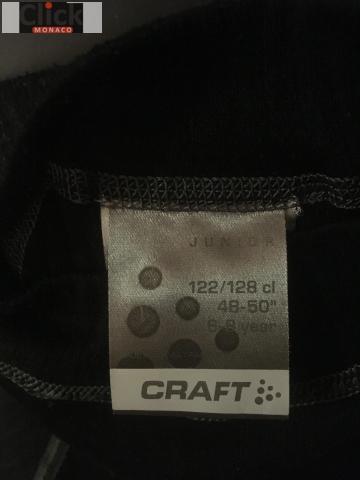 Click
MONACO
JUNIOR
122/128 cl
48-50"
6-8 year
CRAFT